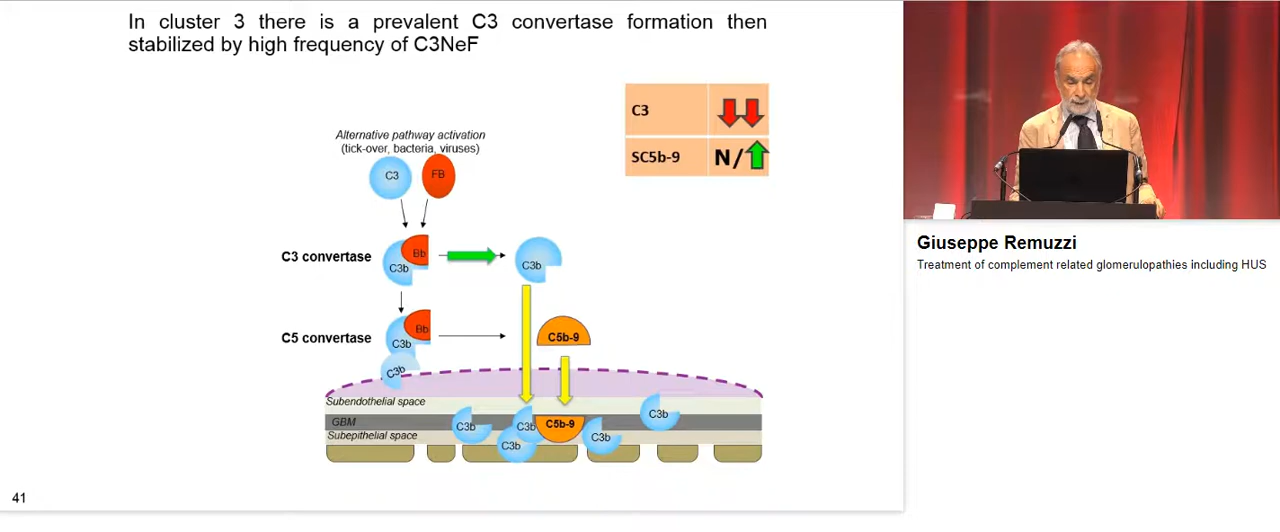 In cluster 3 there is a prevalent C3 convertase formation then
stabilized by high frequency of C3NeF
C3
SC5b-9 N/
Alternative pathway activation
(tick-over, bacteria, viruses)
C3 FB
C3 convertase
Bb
C3b
C3b
C5 convertase
Bb
C3b
C3b
C5b-9
Subendothelial space
GBM
Subepithelial space
C3b
C3b
C3b
C5b-9
C3b
C3b
41
Giuseppe Remuzzi
Treatment of complement related glomerulopathies including HUS